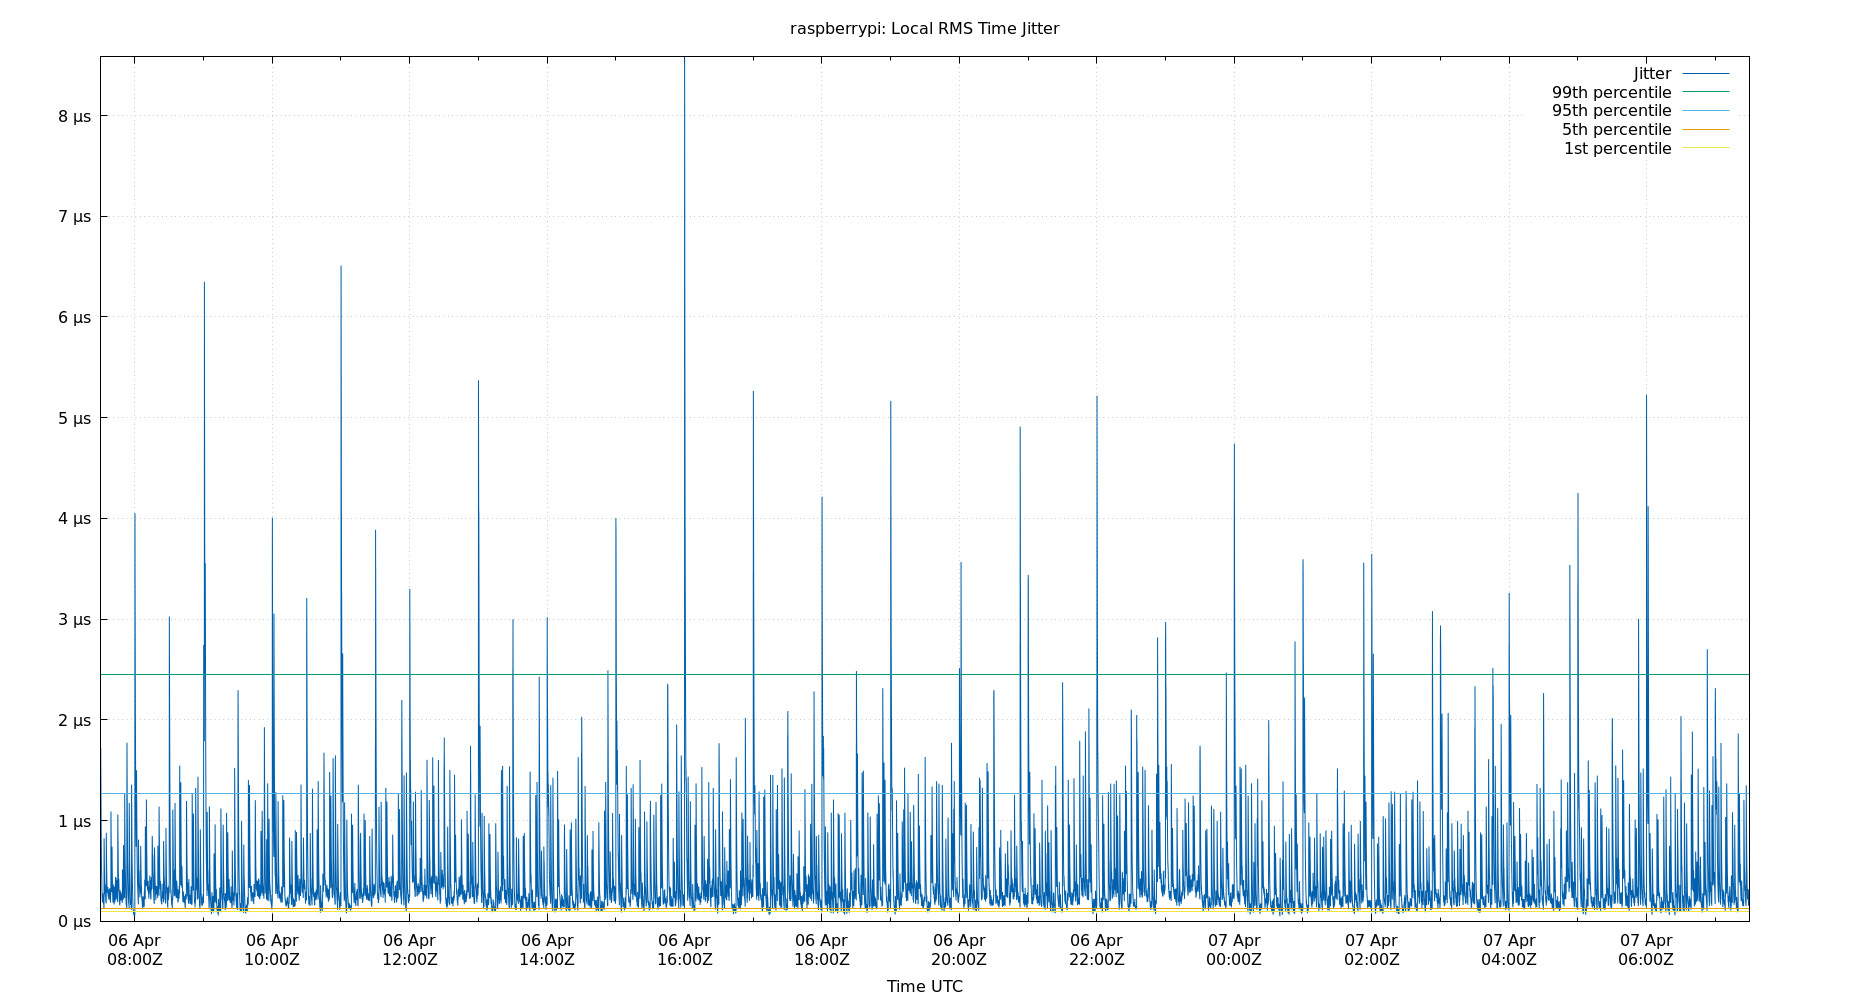 raspberrypi: Local RMS Time Jitter
Jitter
99th percentile
95th percentile
5th percentile
1st percentile
8 µs
7 µs
6 µs
5 µs
4 µs
3 µs
2 µs
1 µs
0 µs
06 Apr 06 Apr 06 Apr 06 Apr 06 Apr 06 Apr 06 Apr 06 Apr 07 Apr 07 Apr 07 Apr 07 Apr
08:00Z 10:00Z 12:00Z 14:00Z 16:00Z 18:00Z 20:00Z 22:00Z 00:00Z 02:00Z 04:00Z 06:00Z
Time UTC